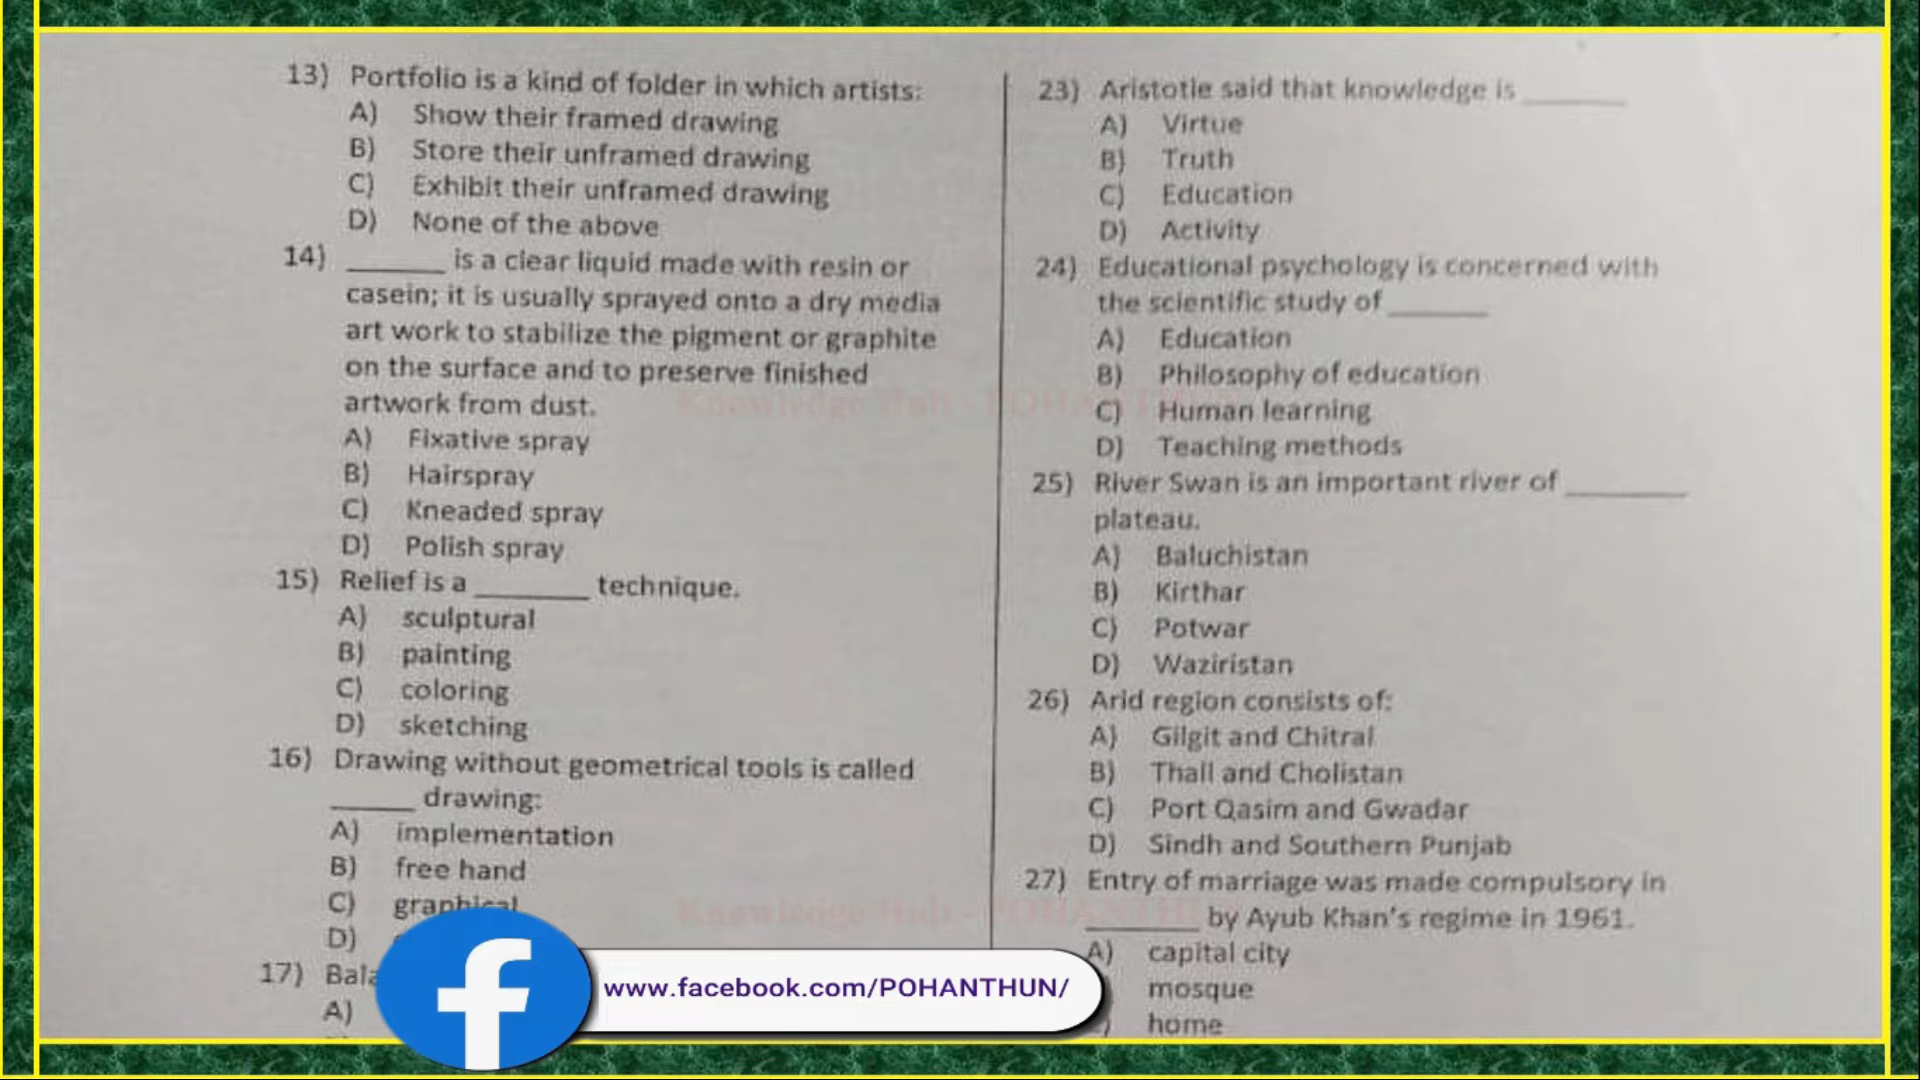 13) Portfolio is a kind of folder in which artists:
A) Show their framed drawing
B) Store their unframed drawing
C) Exhibit their unframed drawing
D) None of the above
14) ______ is a clear liquid made with resin or
casein; it is usually sprayed onto a dry media
art work to stabilize the pigment or graphite
on the surface and to preserve finished
artwork from dust.
A) Fixative spray
B) Hairspray
C) Kneaded spray
D) Polish spray
15) Relief is a _______ technique.
A) sculptural
B) painting
C) coloring
D) sketching
16) Drawing without geometrical tools is called
_____ drawing:
A) implementation
B) free hand
C) graphical
D)
17)
A)
23) Aristotle said that knowledge is ______
A) Virtue
B) Truth
C) Education
D) Activity
24) Educational psychology is concerned with
the scientific study of ______
A) Education
B) Philosophy of education
C) Human learning
D) Teaching methods
25) River Swan is an important river of _______
plateau.
A) Baluchistan
B) Kirthar
C) Potwar
D) Waziristan
26) Arid region consists of:
A) Gilgit and Chitral
B) Thall and Cholistan
C) Port Qasim and Gwadar
D) Sindh and Southern Punjab
27) Entry of marriage was made compulsory in
_______ by Ayub Khan's regime in 1961.
A) capital city
mosque
home
Knowledge Hub - POHANTHUN
Knowledge Hub - POHANTHUN
f
www.facebook.com/POHANTHUN/